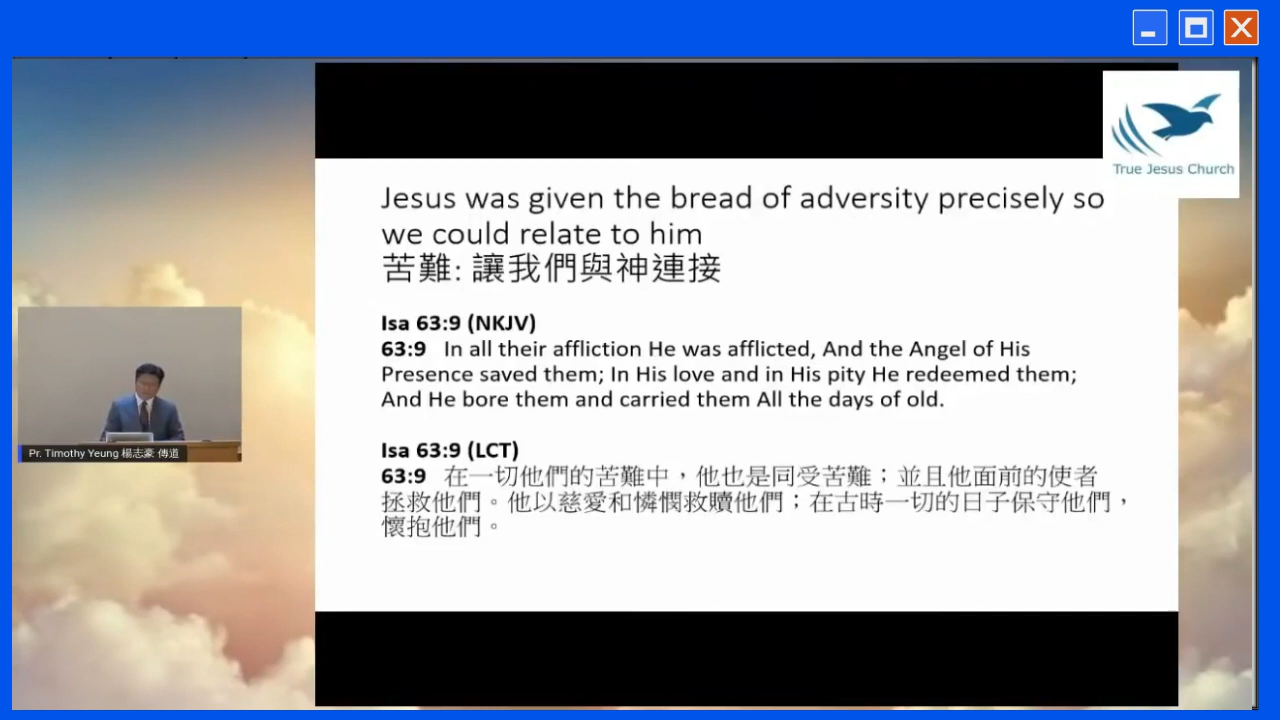 True Jesus Church
Jesus was given the bread of adversity precisely so
we could relate to him
苦難: 讓我們與神連接
Isa 63:9 (NKJV)
63:9 In all their affliction He was afflicted, And the Angel of His
Presence saved them; In His love and in His pity He redeemed them;
And He bore them and carried them All the days of old.
Isa 63:9 (LCT)
63:9 在一切他們的苦難中，他也是同受苦難；並且他面前的使者
拯救他們。他以慈愛和憐憫救贖他們；在古時一切的日子保守他們，
懷抱他們。
Pr. Timothy Yeung 楊志豪 傳道